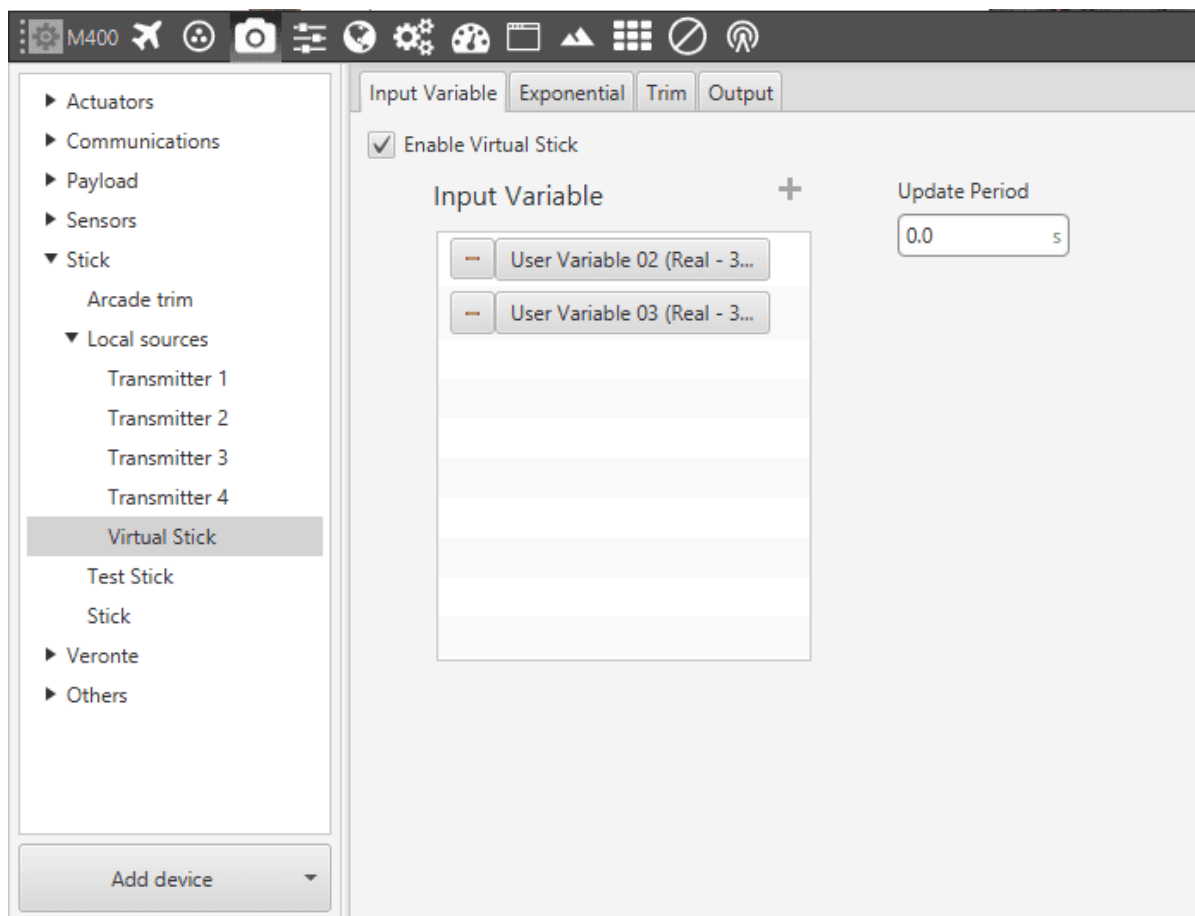 M400
Actuators
Communications
Payload
Sensors
Stick
Arcade trim
Local sources
Transmitter 1
Transmitter 2
Transmitter 3
Transmitter 4
Virtual Stick
Test Stick
Stick
Veronte
Others
Add device
Input Variable Exponential Trim Output
Enable Virtual Stick
Input Variable
+
Update Period
0.0 s
User Variable 02 (Real - 3...
User Variable 03 (Real - 3...